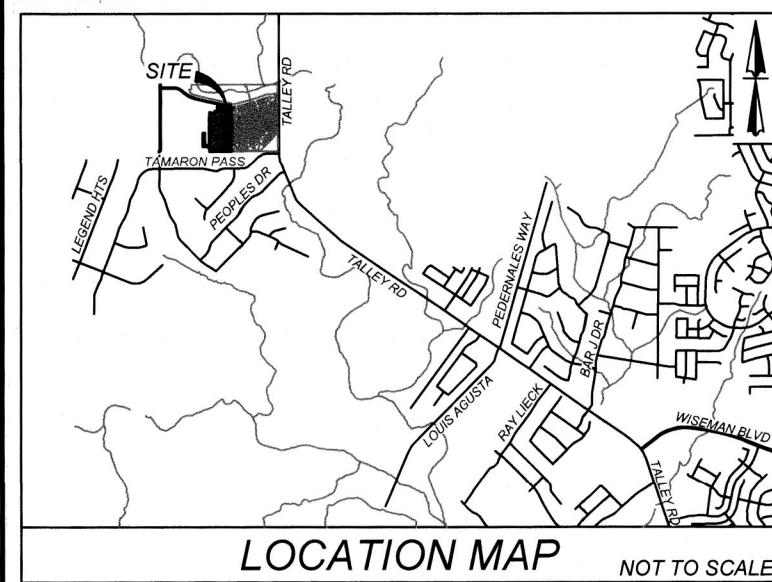 SITE
TALLEY RD
TAMARON PASS
LEGEND HTS
PEOPLES DR
TALLEY RD
PEDERNALES WAY
BAR J DR
LOUIS AGUSTA
RAY LIECK
WISEMAN BLVD
TALLEY RD
LOCATION MAP
NOT TO SCALE